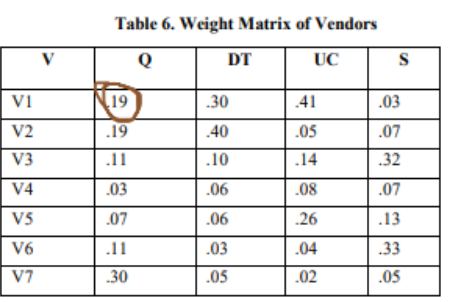 Table 6. Weight Matrix of Vendors
V Q DT UC S
V1 .19 .30 .41 .03
V2 .19 .40 .05 .07
V3 .11 .10 .14 .32
V4 .03 .06 .08 .07
V5 .07 .06 .26 .13
V6 .11 .03 .04 .33
V7 .30 .05 .02 .05